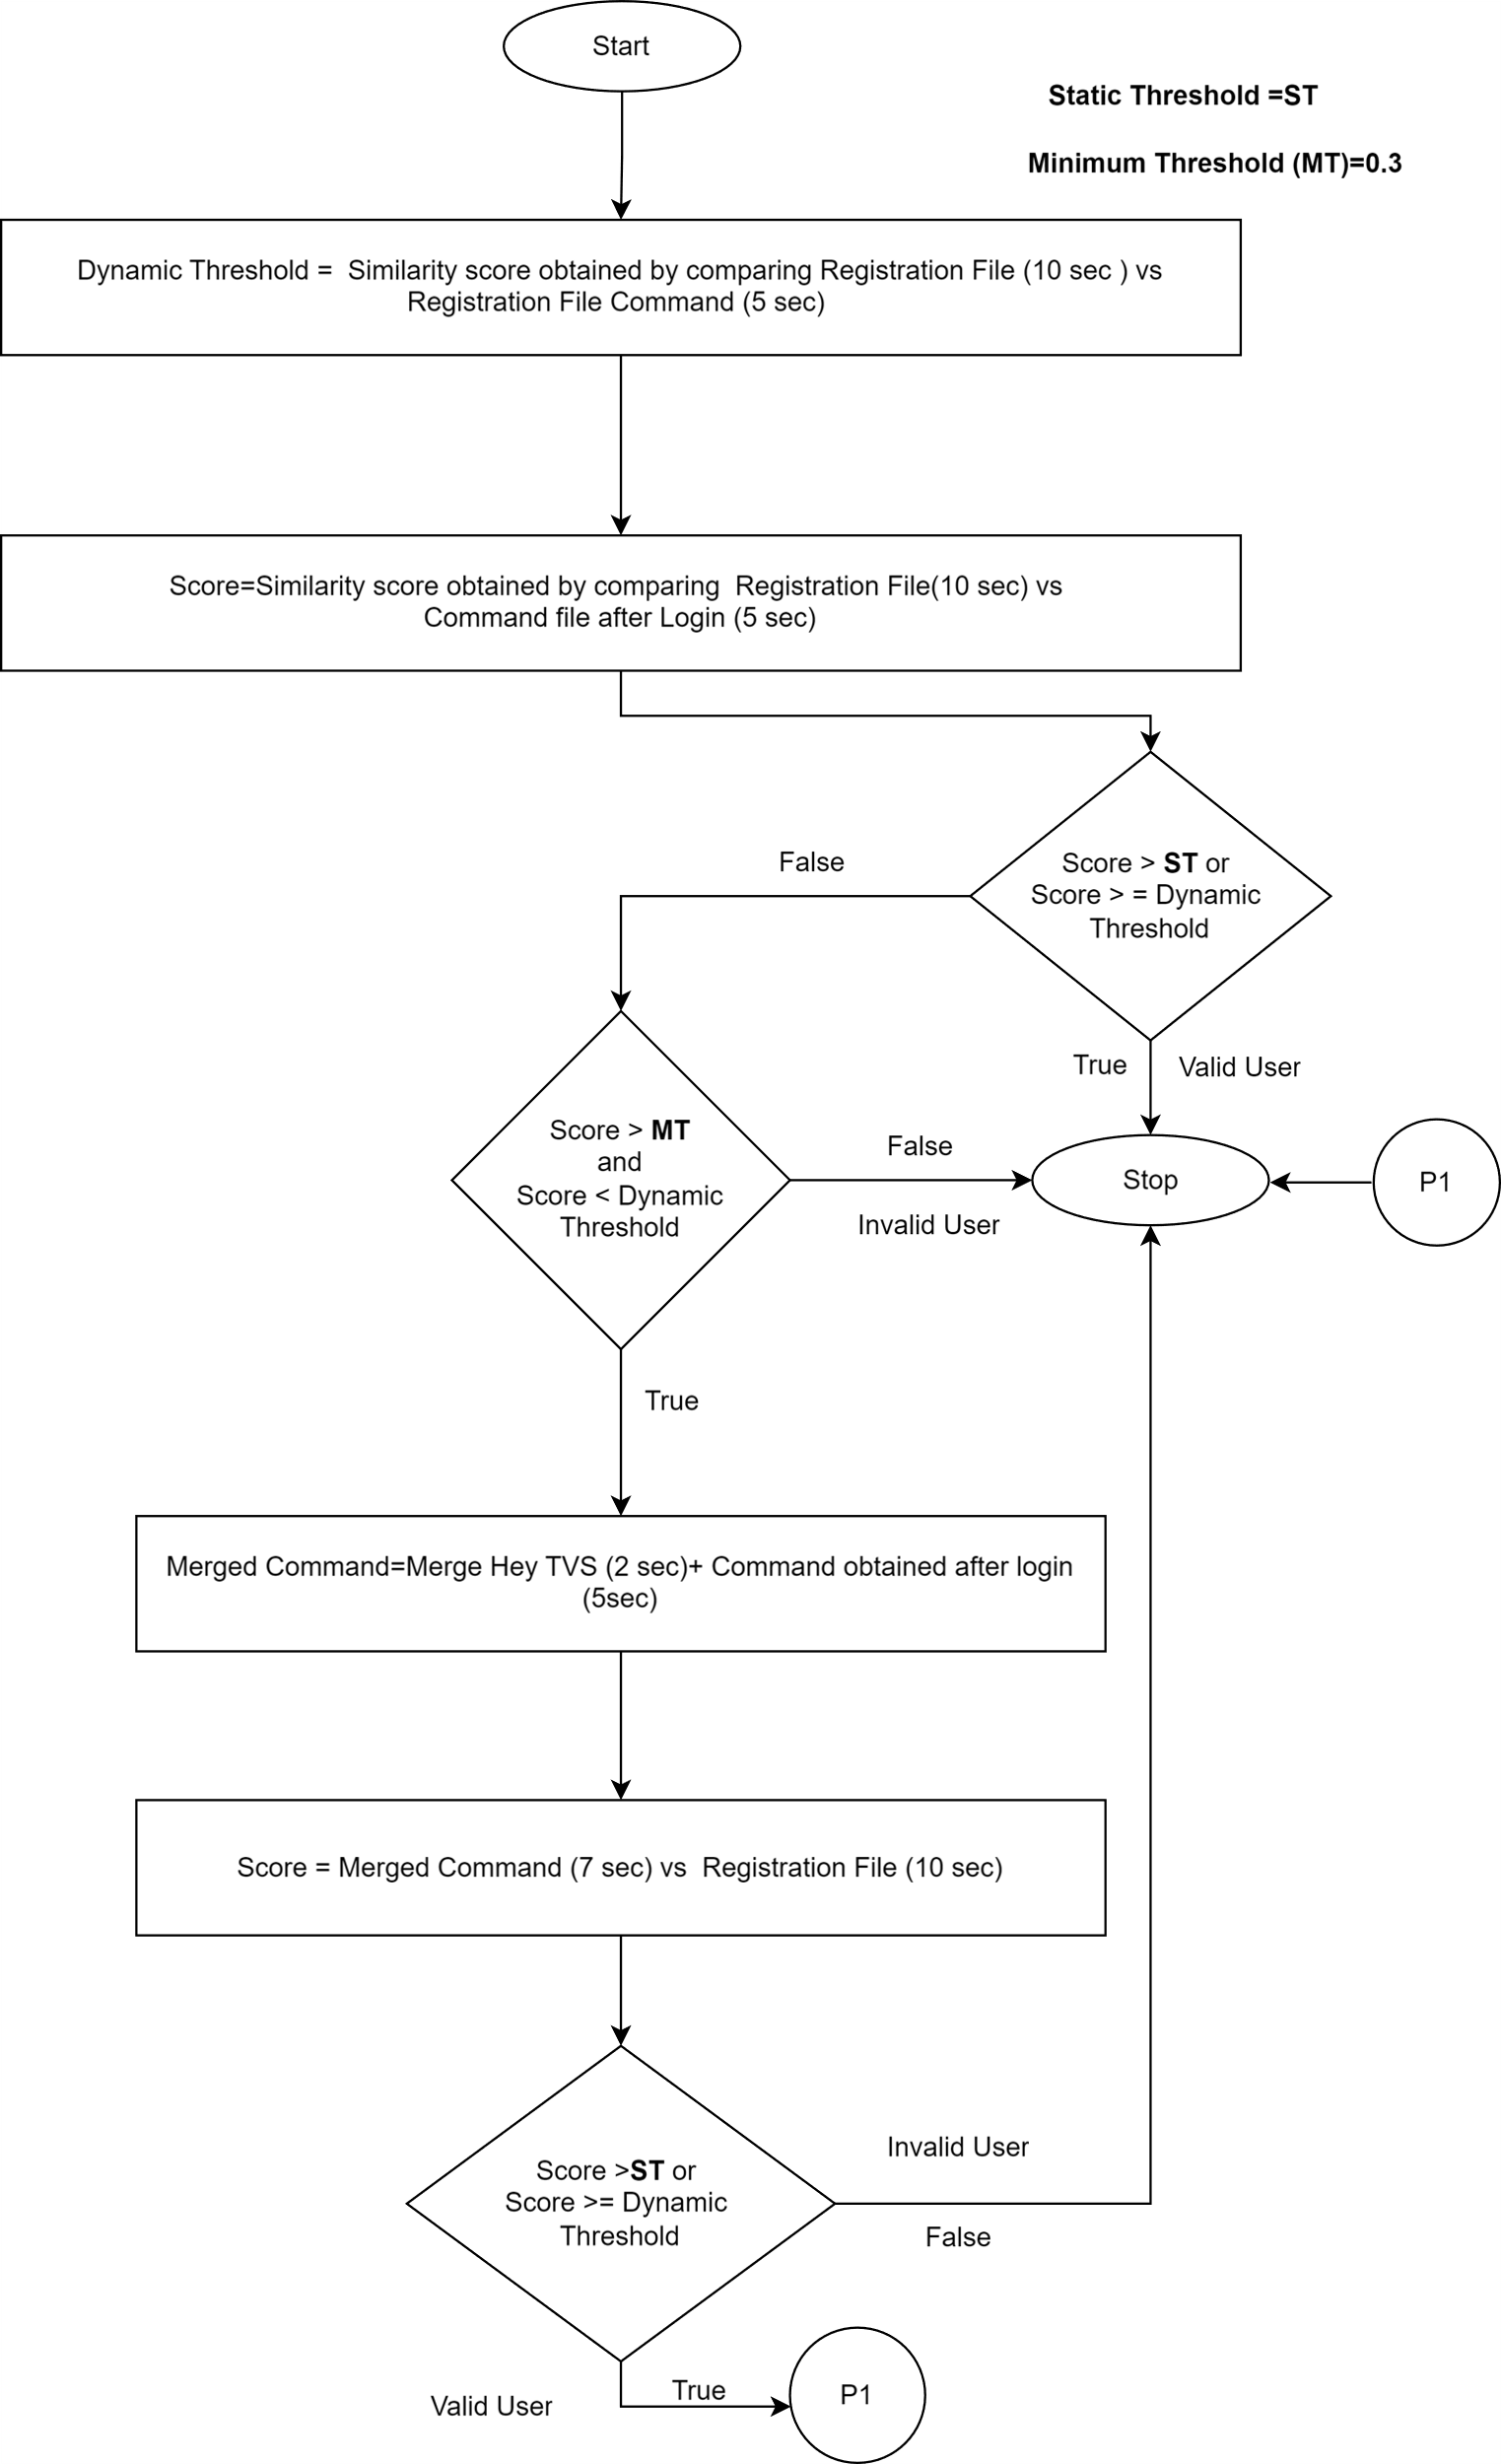 Start
Static Threshold =ST
Minimum Threshold (MT)=0.3
Dynamic Threshold =  Similarity score obtained by comparing Registration File (10 sec ) vs
Registration File Command (5 sec)
Score=Similarity score obtained by comparing  Registration File(10 sec) vs
Command file after Login (5 sec)
False
Score > ST or
Score > = Dynamic
Threshold
True
Valid User
Score > MT
and
Score < Dynamic
Threshold
False
Invalid User
Stop
P1
True
Merged Command=Merge Hey TVS (2 sec)+ Command obtained after login
(5sec)
Score = Merged Command (7 sec) vs  Registration File (10 sec)
Score >ST or
Score >= Dynamic
Threshold
Invalid User
False
Valid User
True
P1